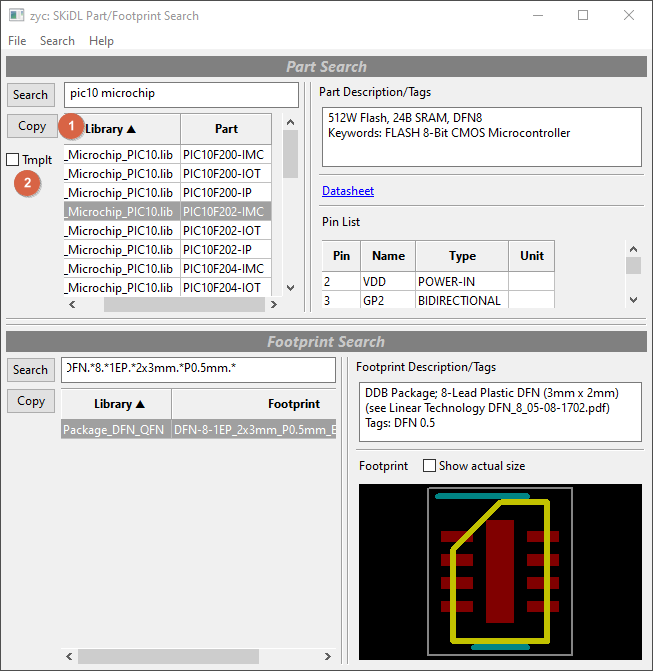 zyc: SKiDL Part/Footprint Search
File Search Help
Part Search
Search
pic10 microchip
Copy
1
Tmplt
2
Library ▲ Part
_Microchip_PIC10.lib PIC10F200-IMC
_Microchip_PIC10.lib PIC10F200-IOT
_Microchip_PIC10.lib PIC10F200-IP
_Microchip_PIC10.lib PIC10F202-IMC
_Microchip_PIC10.lib PIC10F202-IOT
_Microchip_PIC10.lib PIC10F202-IP
_Microchip_PIC10.lib PIC10F204-IMC
_Microchip_PIC10.lib PIC10F204-IOT
Part Description/Tags
512W Flash, 24B SRAM, DFN8
Keywords: FLASH 8-Bit CMOS Microcontroller
Datasheet
Pin List
Pin Name Type Unit
2 VDD POWER-IN
3 GP2 BIDIRECTIONAL
Footprint Search
Search
DFN.*8.*1EP.*2x3mm.*P0.5mm.*
Copy
Library ▲ Footprint
Package_DFN_QFN DFN-8-1EP_2x3mm_P0.5mm_E
Footprint Description/Tags
DDB Package; 8-Lead Plastic DFN (3mm x 2mm)
(see Linear Technology DFN_8_05-08-1702.pdf)
Tags: DFN 0.5
Footprint Show actual size